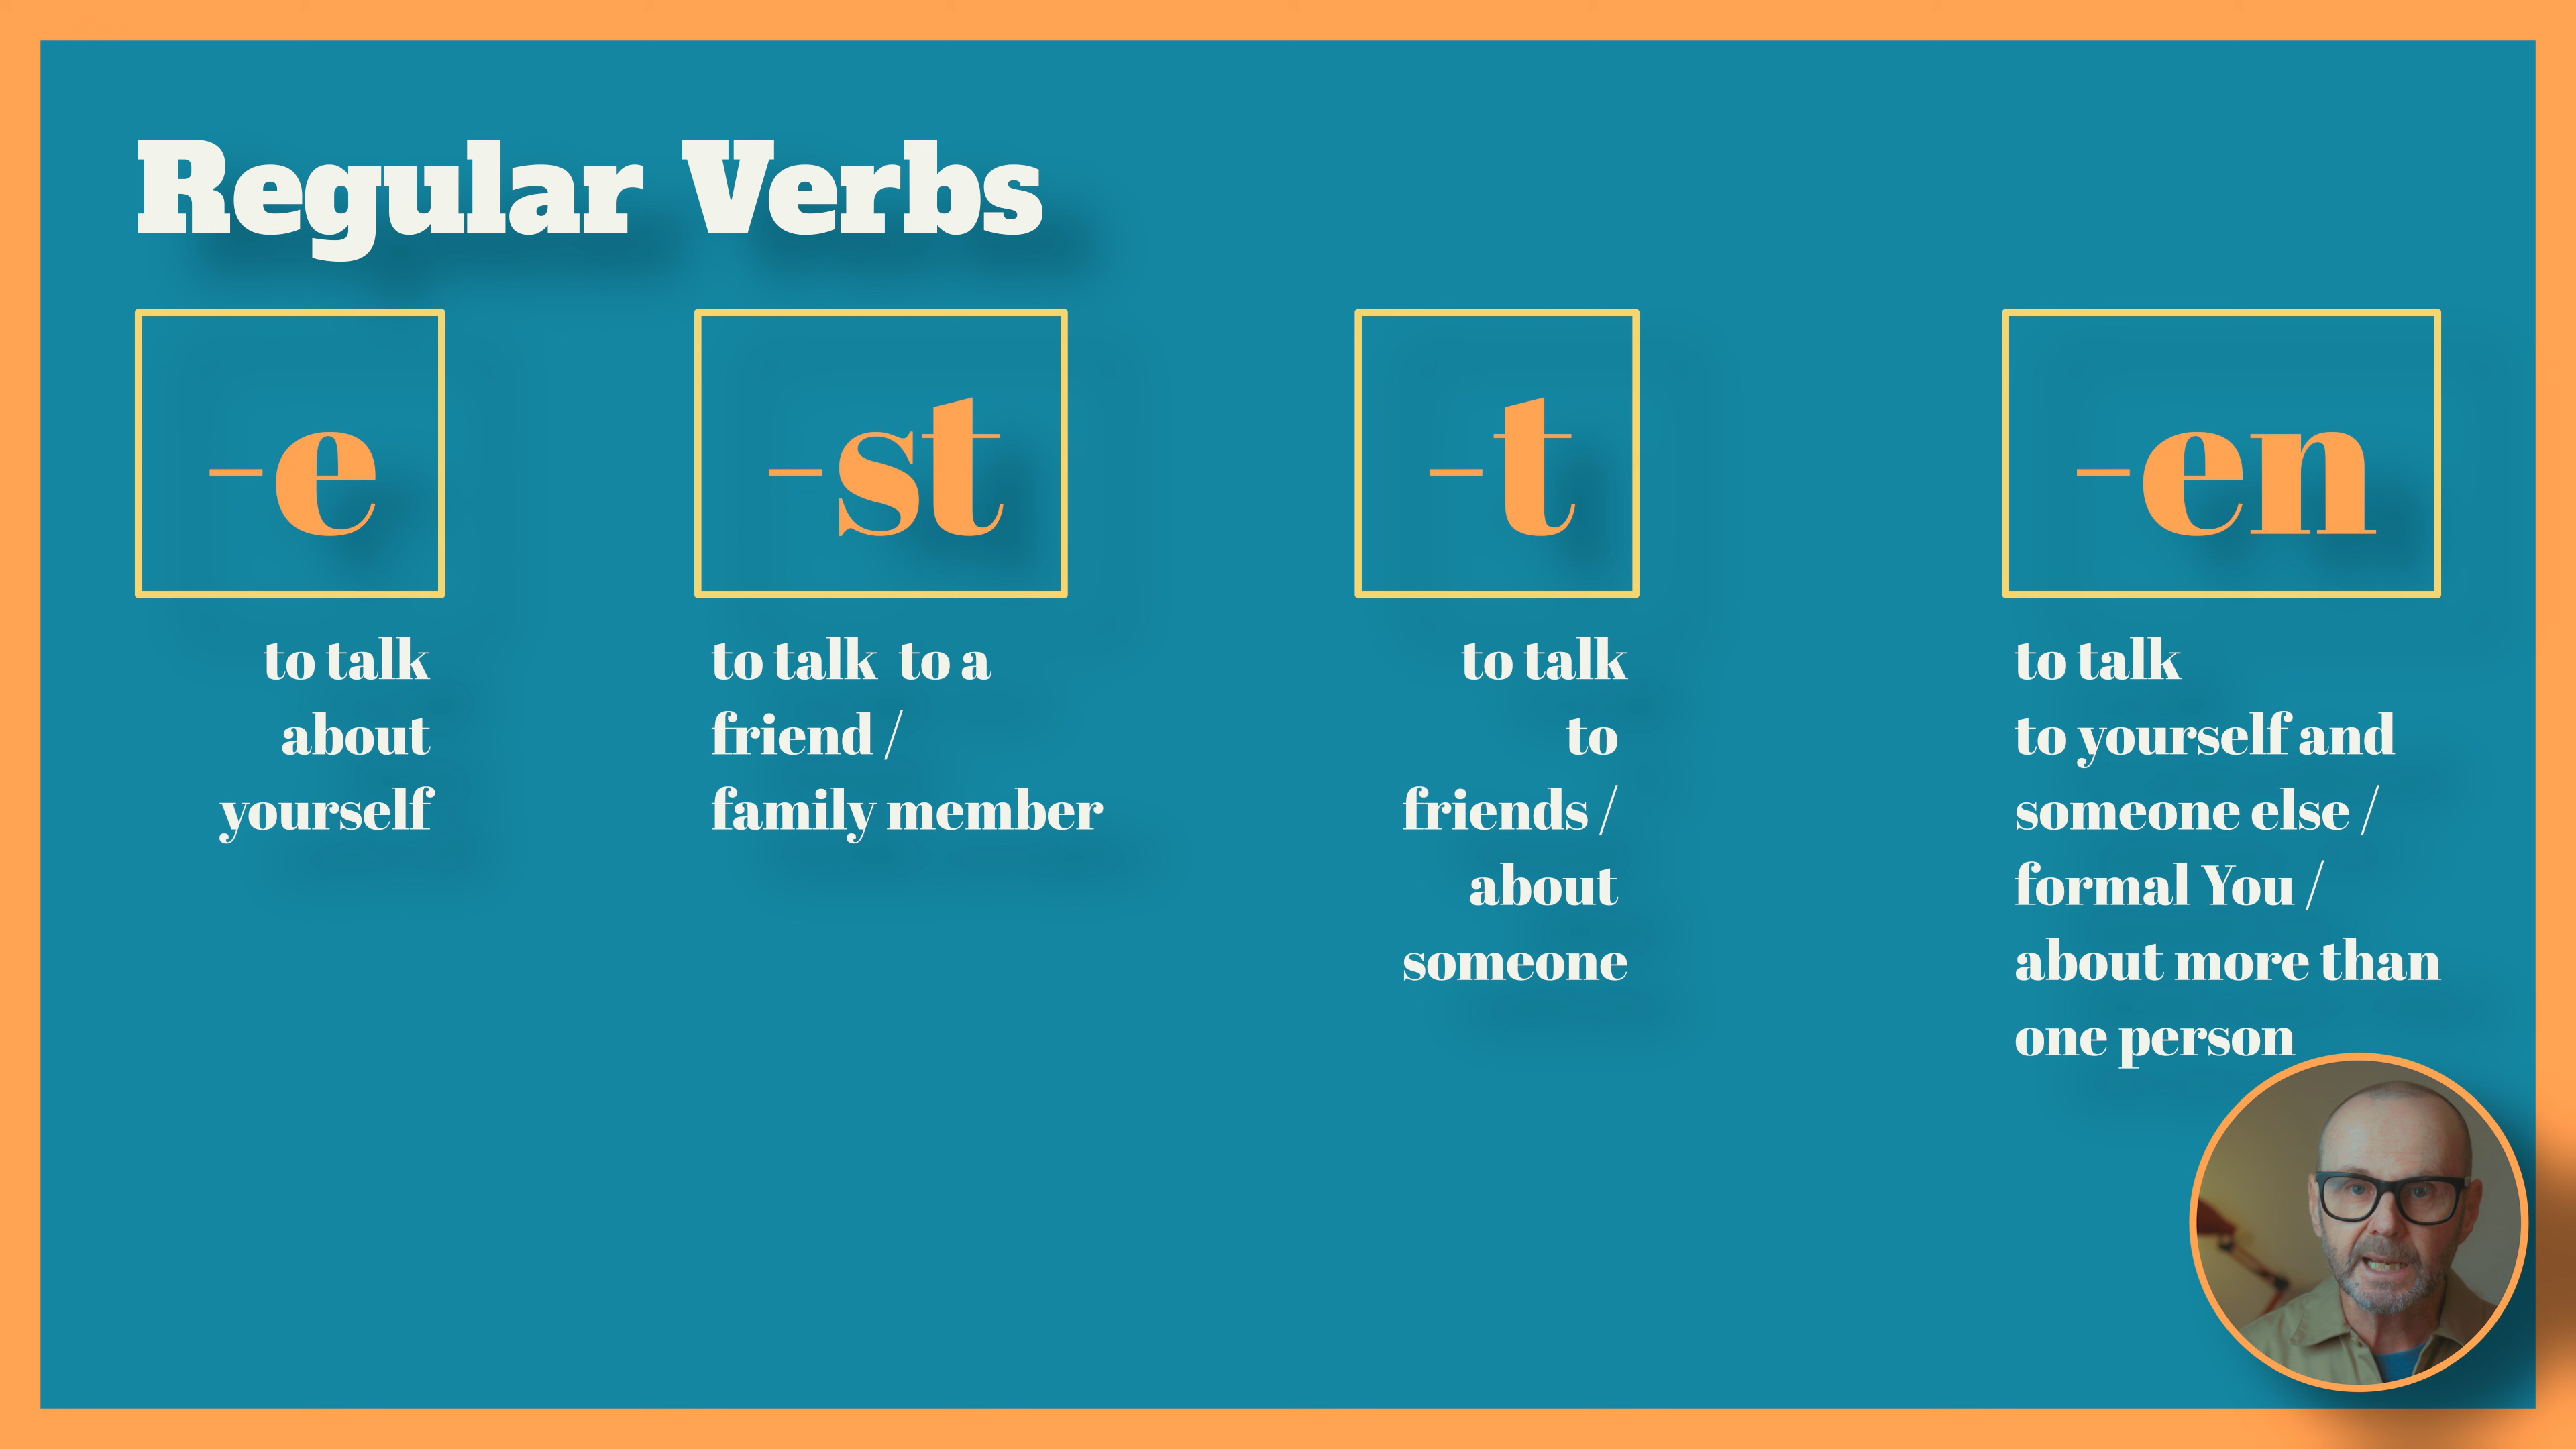 Regular Verbs
-e
to talk
about
yourself
-st
to talk  to a
friend /
family member
-t
to talk
to
friends /
about
someone
-en
to talk
to yourself and
someone else /
formal You /
about more than
one person